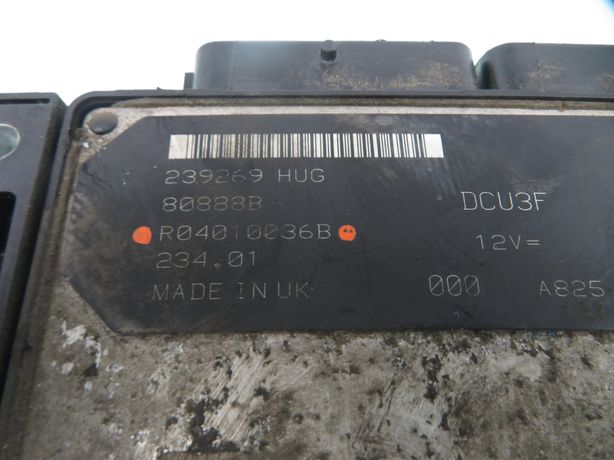 239269 HUG
80888B
R04010036B
234.01
MADE IN UK
DCU3F
12V=
000 A825